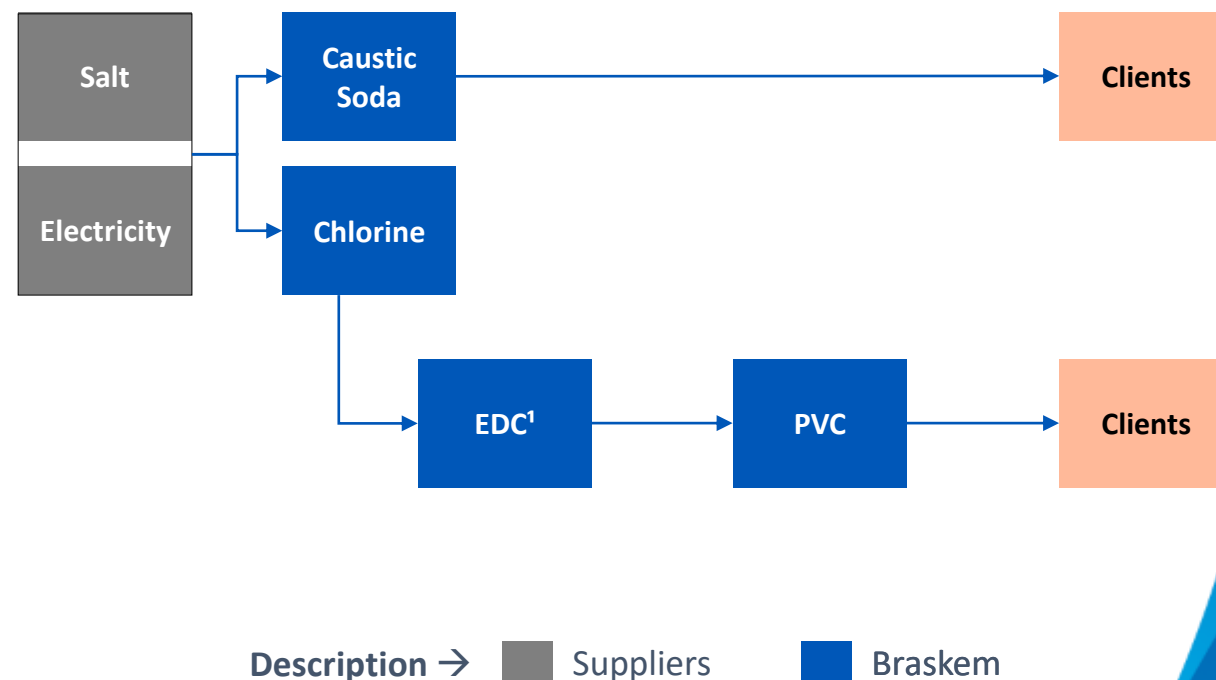 Salt
Caustic
Soda
Clients
Electricity
Chlorine
EDC¹
PVC
Clients
Description → Suppliers Braskem